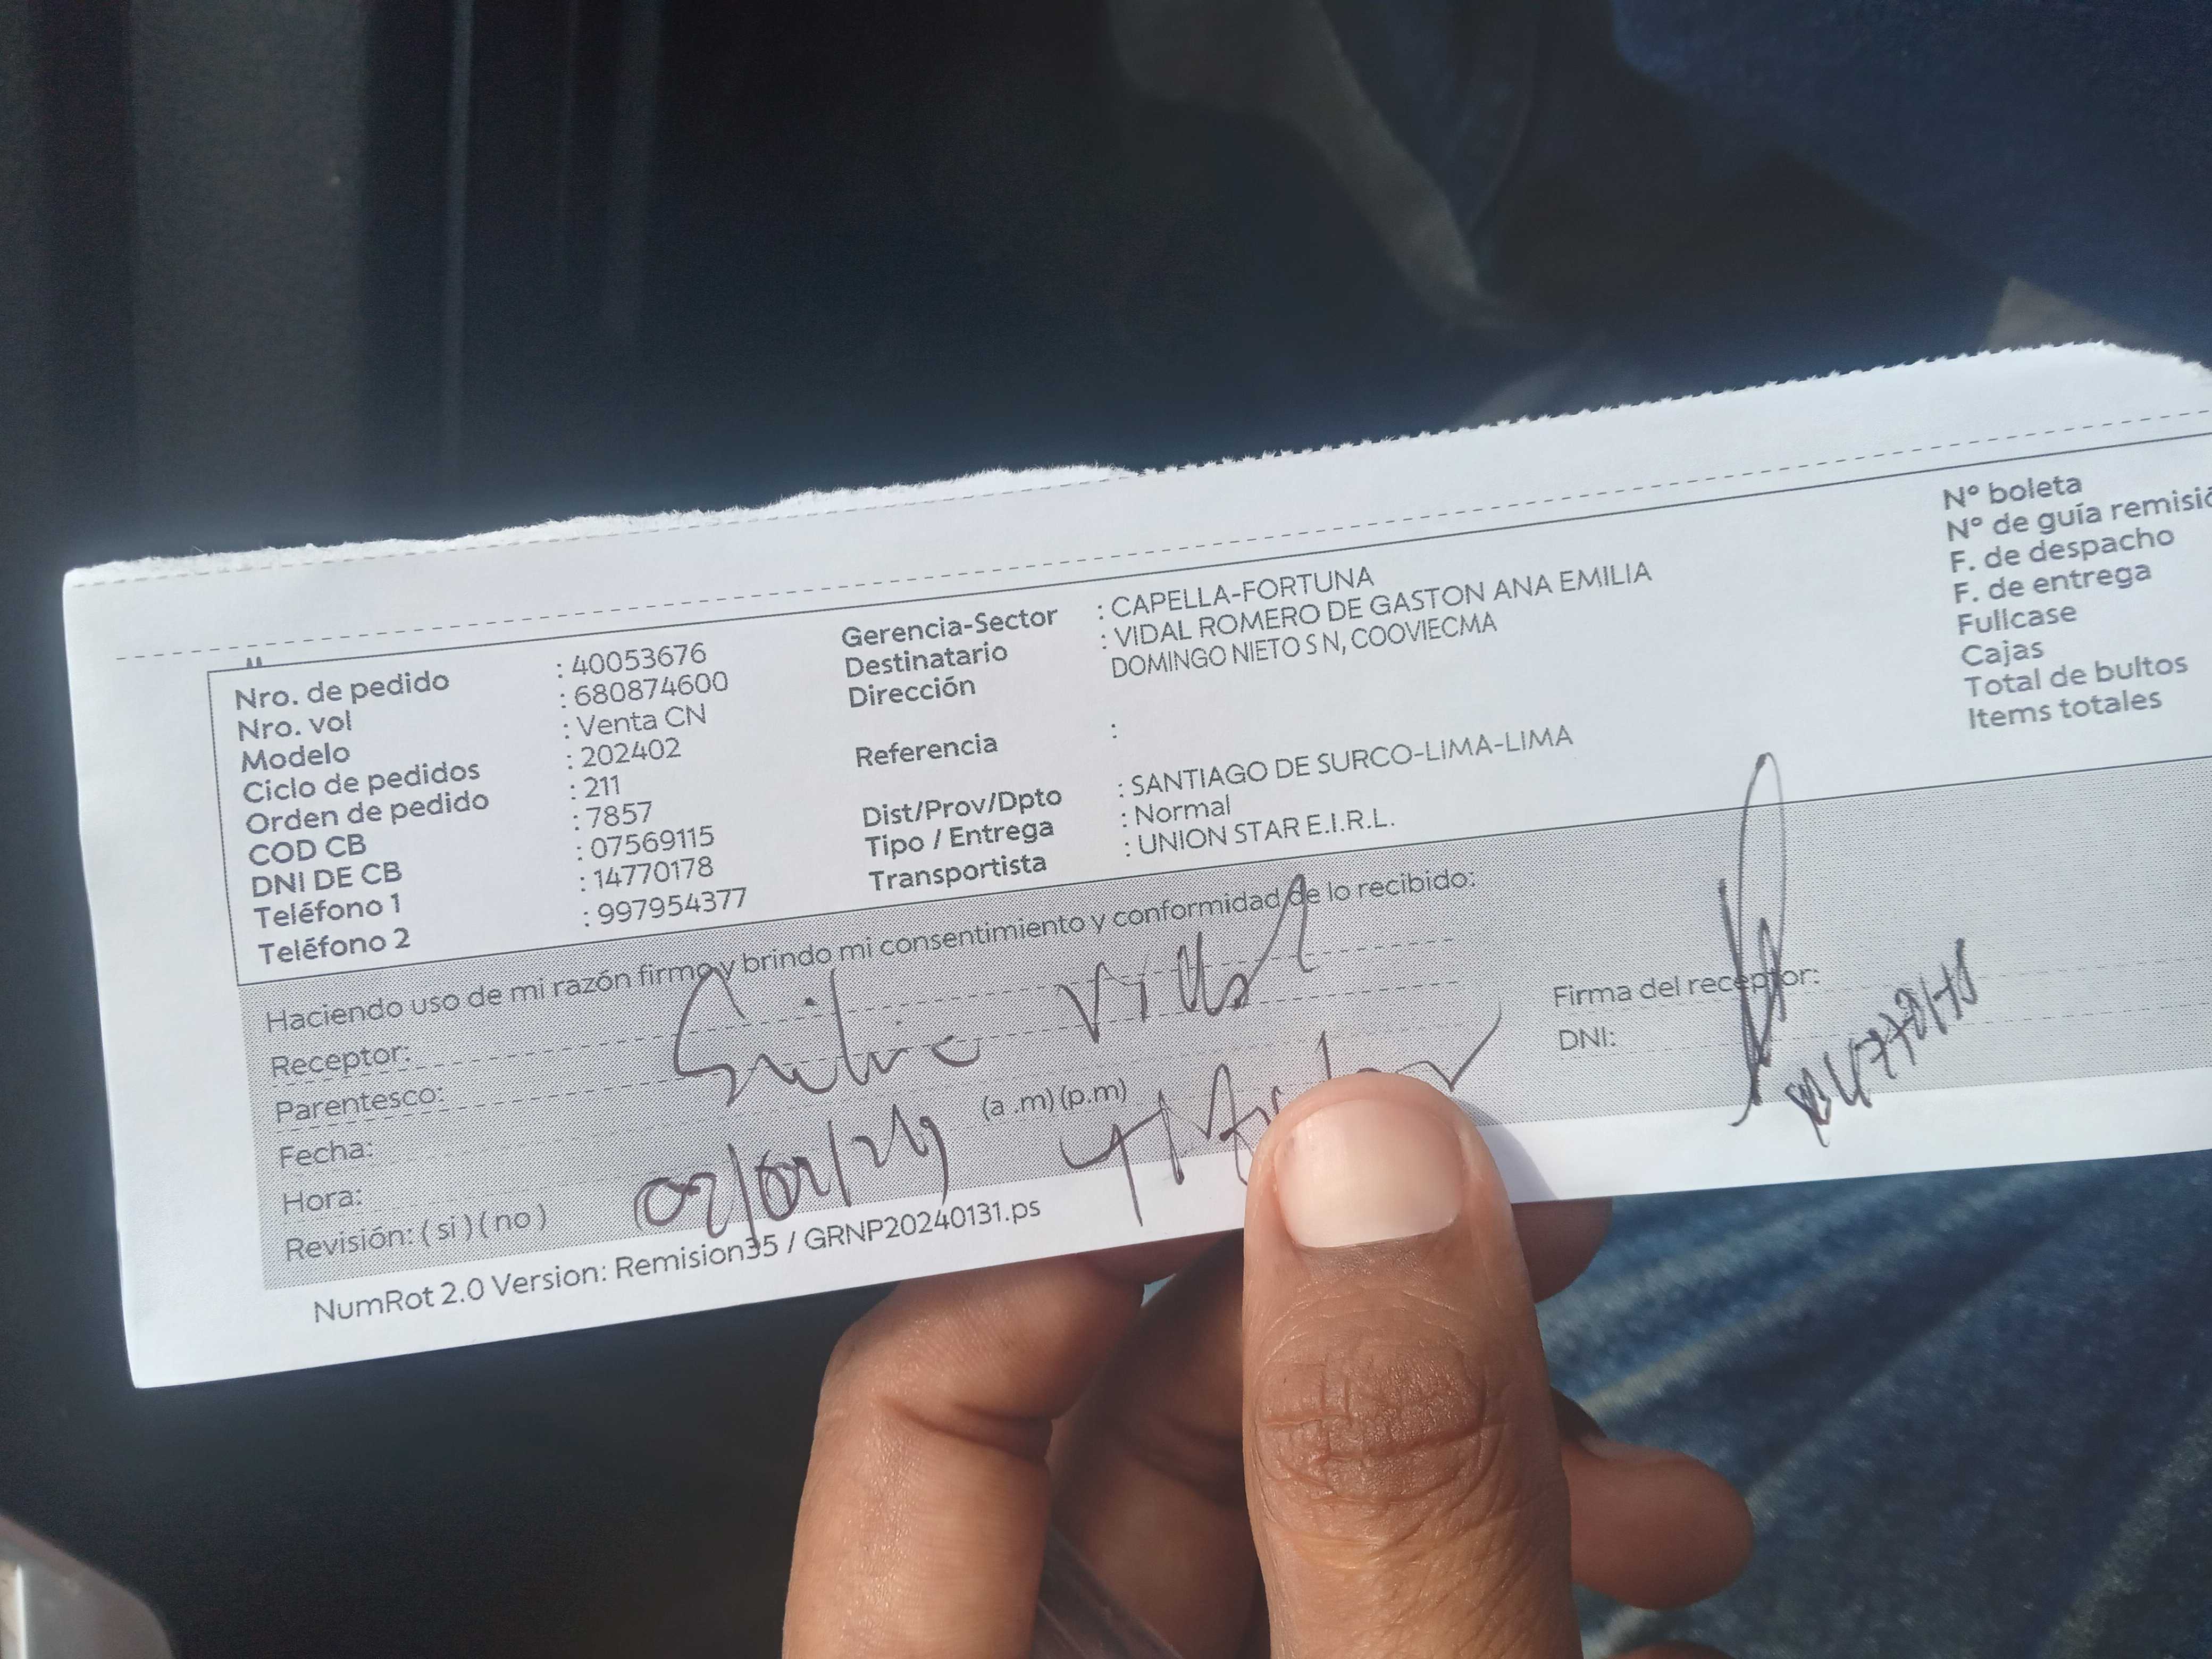 Nro. de pedido : 40053676
Nro. vol : 680874600
Modelo : Venta CN
Ciclo de pedidos : 202402
Orden de pedido : 211
COD CB : 7857
DNI DE CB : 07569115
Teléfono 1 : 14770178
Teléfono 2 : 997954377
Gerencia-Sector : CAPELLA-FORTUNA
Destinatario : VIDAL ROMERO DE GASTON ANA EMILIA
Dirección DOMINGO NIETO S N, COOVIECMA
Referencia :
Dist/Prov/Dpto : SANTIAGO DE SURCO-LIMA-LIMA
Tipo / Entrega : Normal
Transportista : UNION STAR E.I.R.L.
Nº boleta
Nº de guía remisió
F. de despacho
F. de entrega
Fullcase
Cajas
Total de bultos
Items totales
Haciendo uso de mi razón firmo y brindo mi consentimiento y conformidad de lo recibido:
Receptor:
Parentesco:
Fecha:
Hora: (a .m) (p.m)
Revisión: ( si ) ( no )
Firma del receptor:
DNI:
NumRot 2.0 Version: Remision35 / GRNP20240131.ps